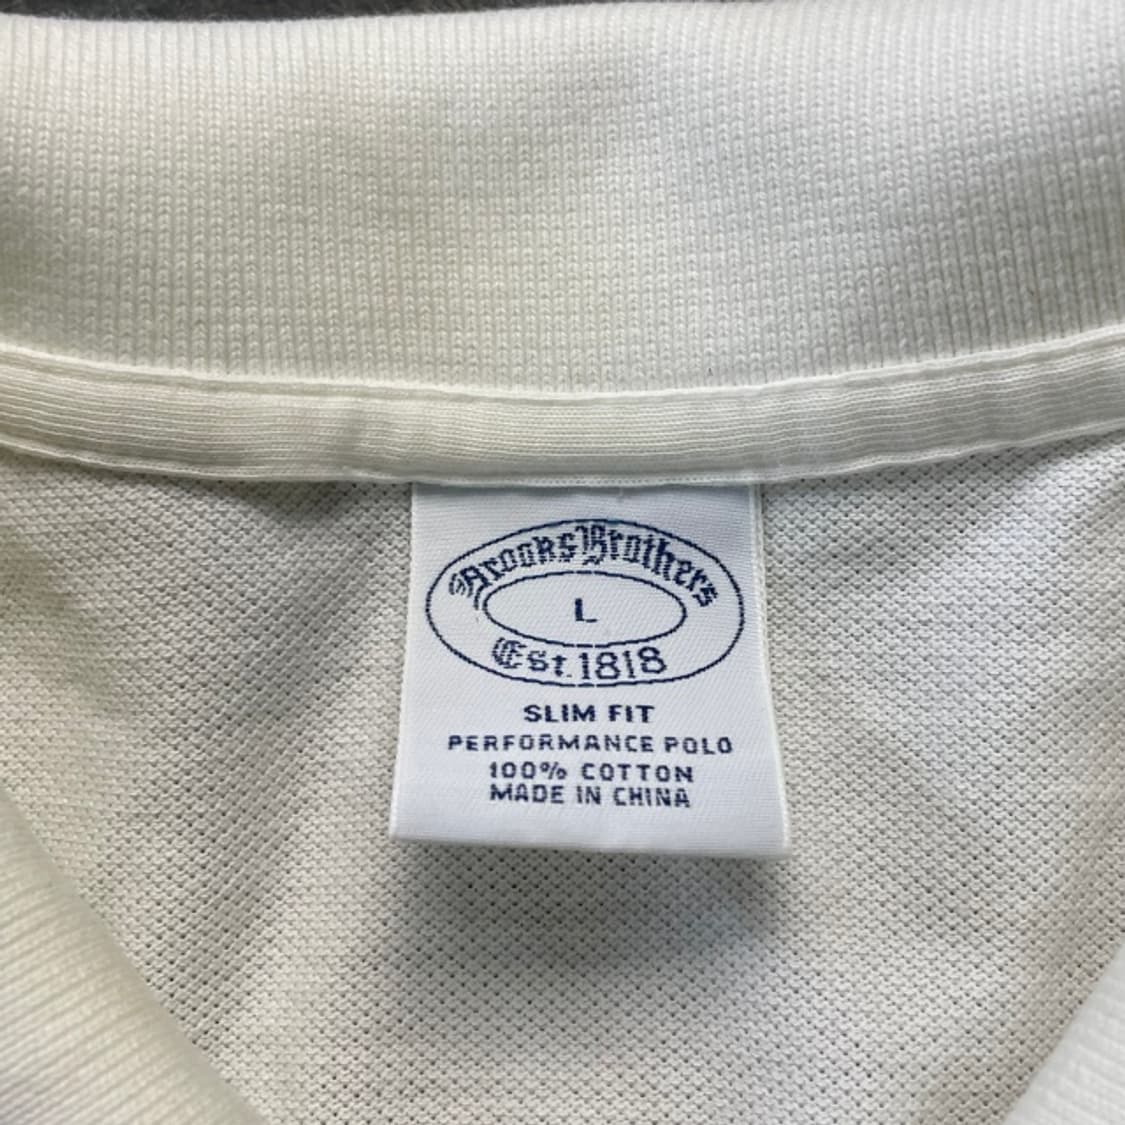 Brooks Brothers
L
Est. 1818
SLIM FIT
PERFORMANCE POLO
100% COTTON
MADE IN CHINA